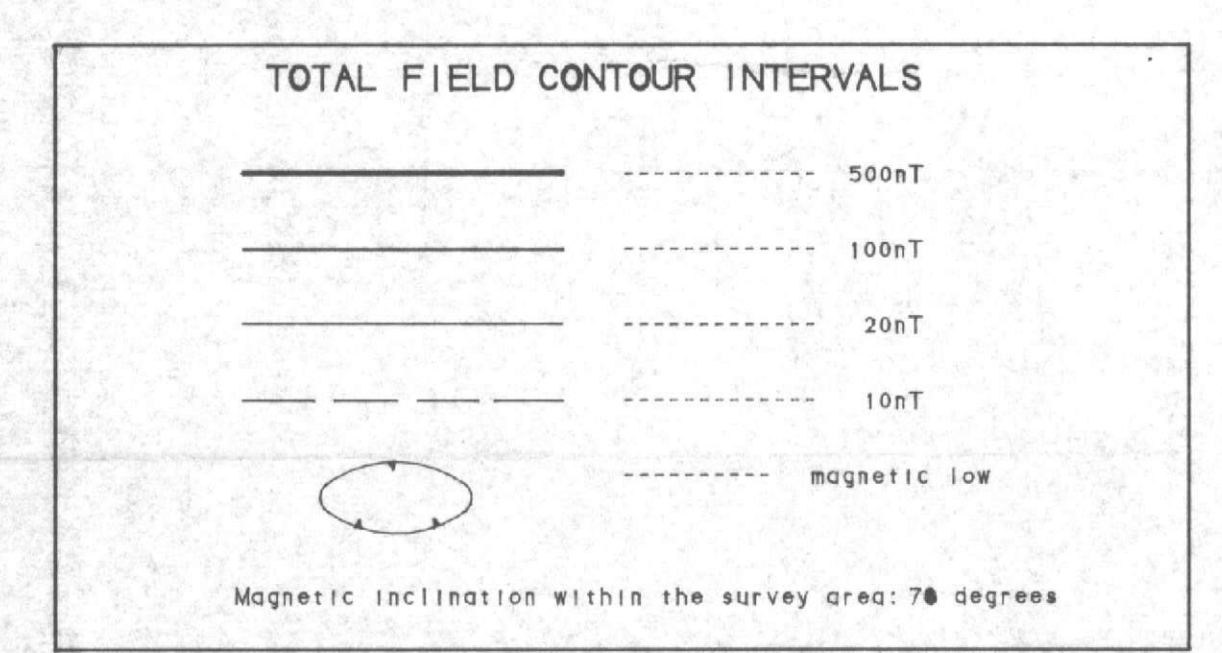 TOTAL FIELD CONTOUR INTERVALS
500nT
100nT
20nT
10nT
magnetic low
Magnetic inclination within the survey area: degrees